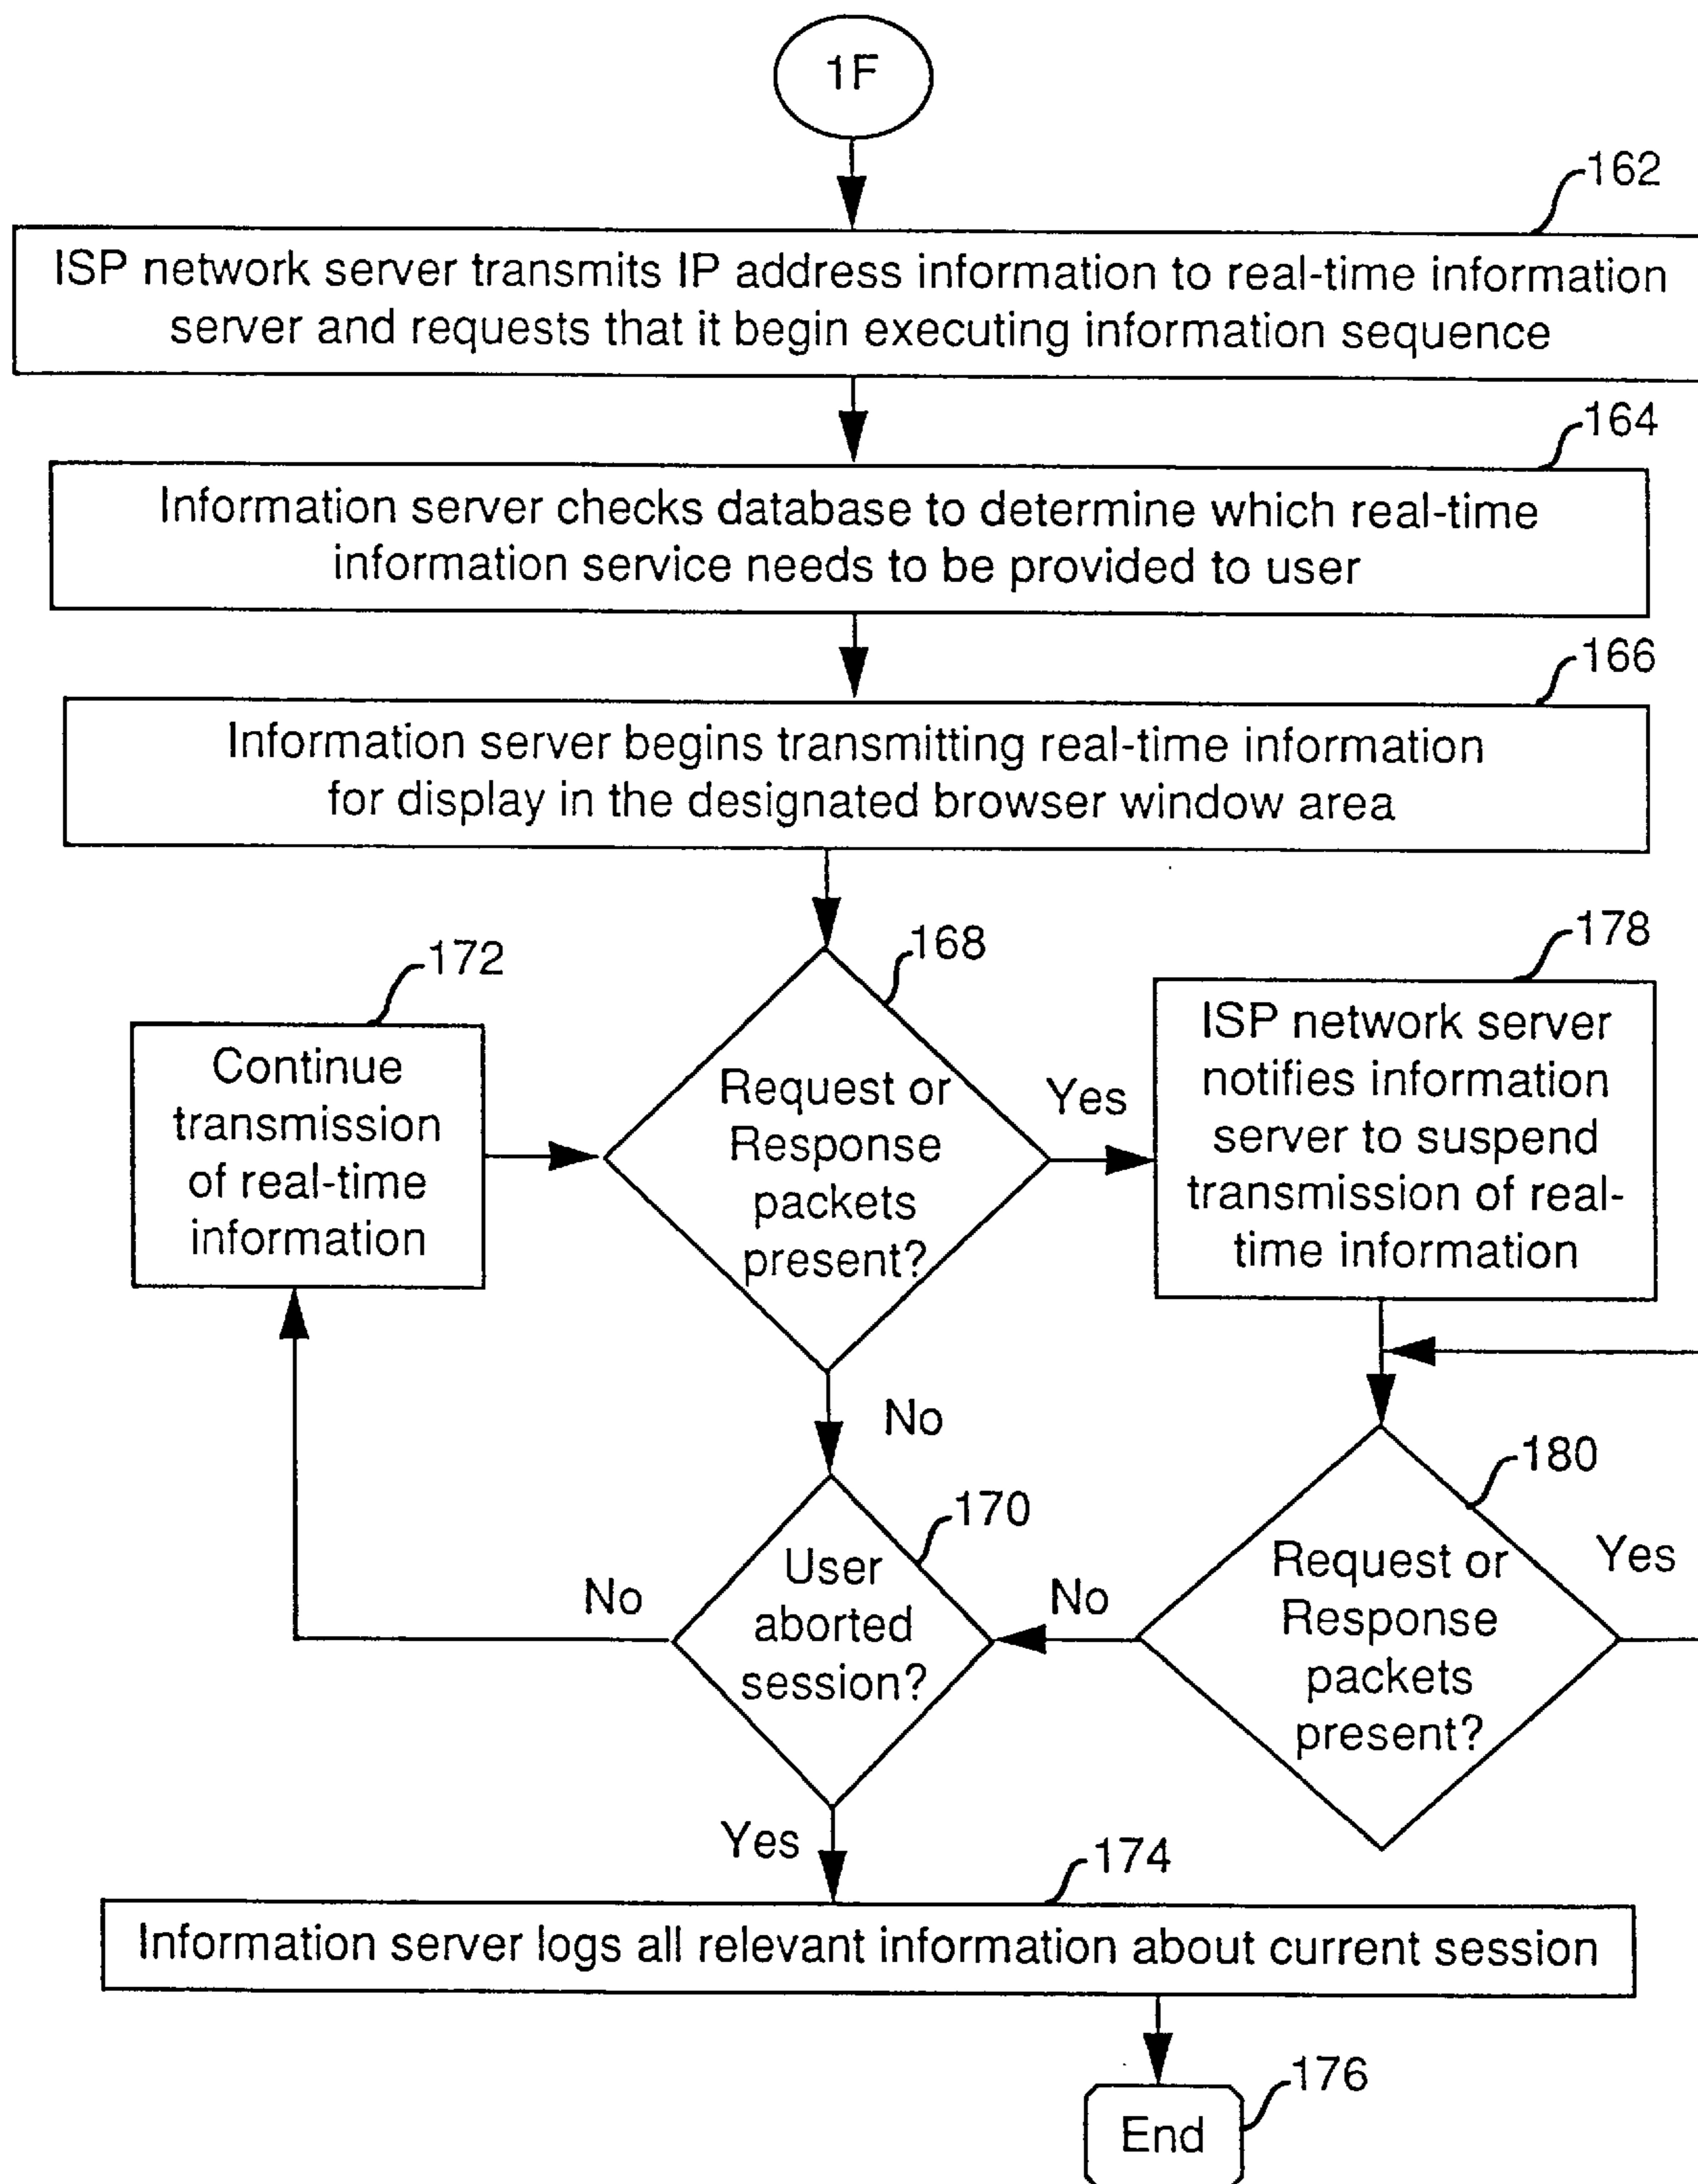 1F
162
ISP network server transmits IP address information to real-time information
server and requests that it begin executing information sequence
164
Information server checks database to determine which real-time
information service needs to be provided to user
166
Information server begins transmitting real-time information
for display in the designated browser window area
172
Continue
transmission
of real-time
information
168
Request or
Response
packets
present?
Yes
178
ISP network server
notifies information
server to suspend
transmission of real-
time information
No
170
User
aborted
session?
No
No
180
Request or
Response
packets
present?
Yes
Yes
174
Information server logs all relevant information about current session
176
End